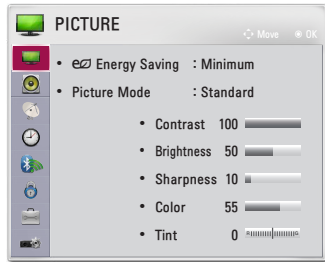 PICTURE
Move OK
Energy Saving : Minimum
• Picture Mode : Standard
• Contrast 100
• Brightness 50
• Sharpness 10
• Color 55
• Tint 0